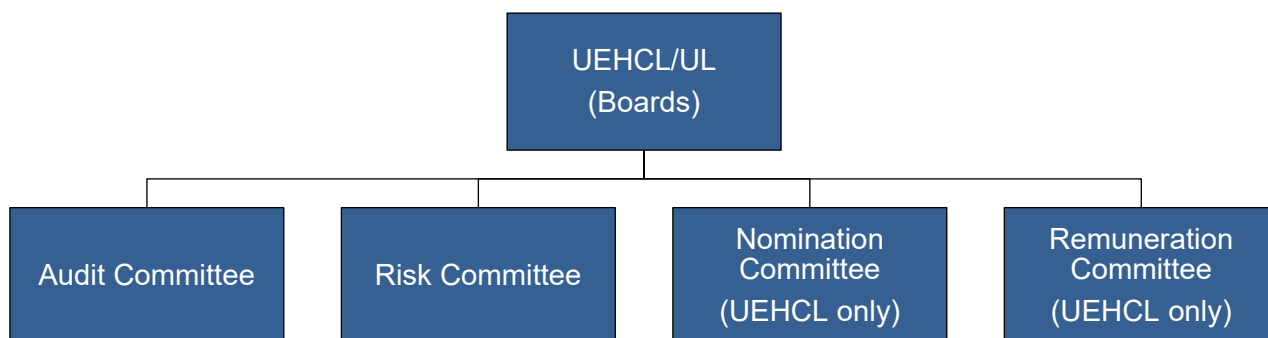 UEHCL/UL
(Boards)
Audit Committee
Risk Committee
Nomination
Committee
(UEHCL only)
Remuneration
Committee
(UEHCL only)